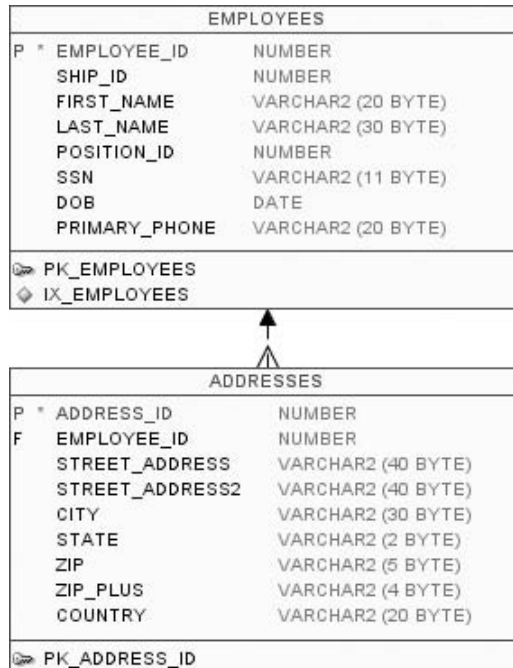 EMPLOYEES
P * EMPLOYEE_ID NUMBER
SHIP_ID NUMBER
FIRST_NAME VARCHAR2 (20 BYTE)
LAST_NAME VARCHAR2 (30 BYTE)
POSITION_ID NUMBER
SSN VARCHAR2 (11 BYTE)
DOB DATE
PRIMARY_PHONE VARCHAR2 (20 BYTE)
PK_EMPLOYEES
IX_EMPLOYEES
ADDRESSES
P * ADDRESS_ID NUMBER
F EMPLOYEE_ID NUMBER
STREET_ADDRESS VARCHAR2 (40 BYTE)
STREET_ADDRESS2 VARCHAR2 (40 BYTE)
CITY VARCHAR2 (30 BYTE)
STATE VARCHAR2 (2 BYTE)
ZIP VARCHAR2 (5 BYTE)
ZIP_PLUS VARCHAR2 (4 BYTE)
COUNTRY VARCHAR2 (20 BYTE)
PK_ADDRESS_ID